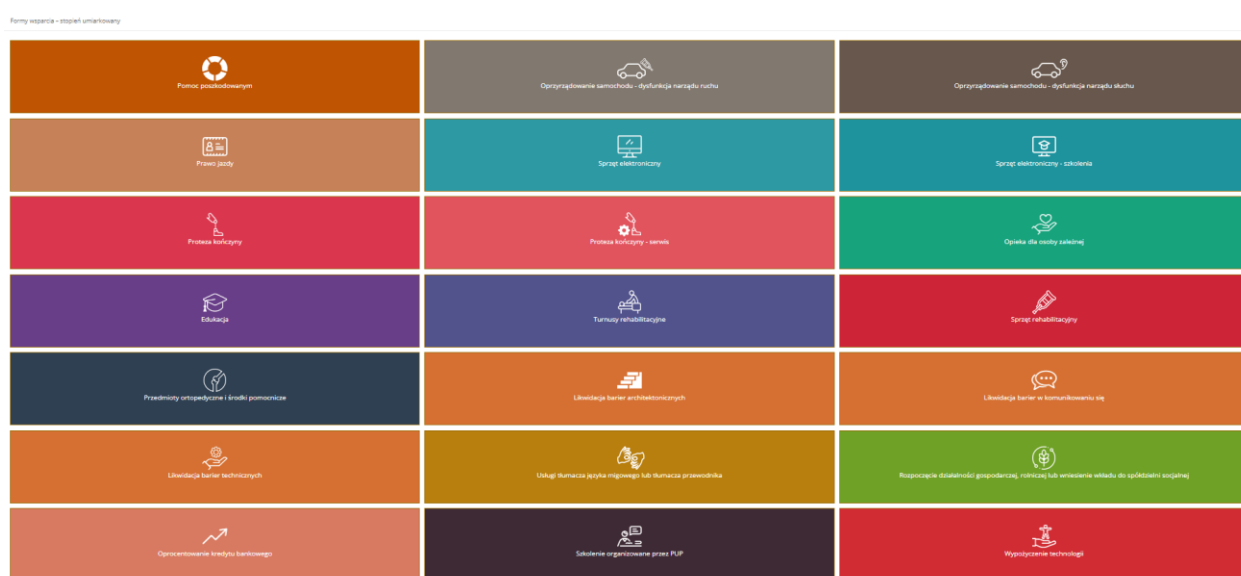 Formy wsparcia – stopień umiarkowany
Pomoc poszkodowanym
Oprzyrządowanie samochodu - dysfunkcja narządu ruchu
Oprzyrządowanie samochodu - dysfunkcja narządu słuchu
Prawo jazdy
Sprzęt elektroniczny
Sprzęt elektroniczny - szkolenia
Proteza kończyny
Proteza kończyny - serwis
Opieka dla osoby zależnej
Edukacja
Turnusy rehabilitacyjne
Sprzęt rehabilitacyjny
Przedmioty ortopedyczne i środki pomocnicze
Likwidacja barier architektonicznych
Likwidacja barier w komunikowaniu się
Likwidacja barier technicznych
Usługi tłumacza języka migowego lub tłumacza przewodnika
Rozpoczęcie działalności gospodarczej, rolniczej lub wniesienie wkładu do spółdzielni socjalnej
Oprocentowanie kredytu bankowego
Szkolenie organizowane przez PUP
Wypożyczenie technologii